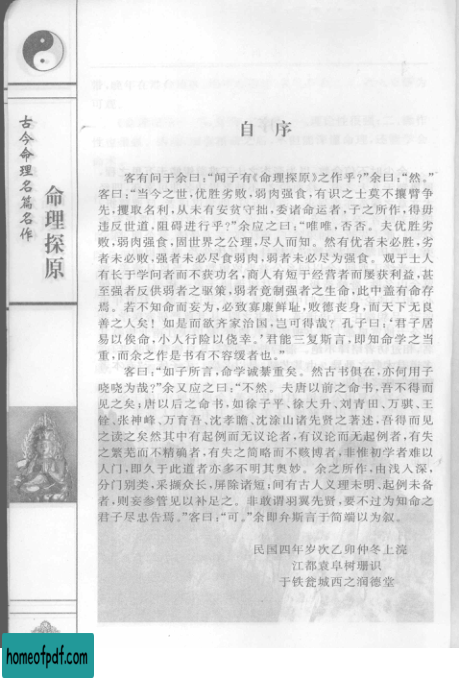 古今命理名篇名作
命理探原
自序
客有问于余曰:“闻子有《命理探原》之作乎?”余曰:“然。”
客曰:“当今之世,优胜劣败,弱肉强食,有识之士莫不攘臂争
先,攫取名利,从未有安贫守拙,委诸命运者,子之所作,得毋
违反世道,阻碍进行乎?”余应之曰:“唯唯,否否。夫优胜劣
败,弱肉强食,固世界之公理,尽人而知。然有优者未必胜,劣
者未必败,强者未必尽食弱肉,弱者未必尽为强食。观于士人
有长于学问者而不获功名,商人有短于经营者而屡获利益,甚
至强者反供弱者之驱策,弱者竟制强者之生命,此中盖有命存
焉。若不知命而妄为,必致寡廉鲜耻,败德丧身,而天下无良
善之人矣!如是而欲齐家治国,岂可得哉?孔子曰:‘君子居
易以俟命,小人行险以侥幸。’君能三复斯言,即知命学之当
重,而余之作是书有不容缓者也。”
客曰:“如子所言,命学诚綦重矣。然古书俱在,亦何用子
哓哓为哉?”余又应之曰:“不然。夫唐以前之命书,吾不得而
见之矣;唐以后之命书,如徐子平、徐大升、刘青田、万骐、王
铨、张神峰、万育吾、沈孝瞻、沈涂山诸先贤之著述,吾得而见
之读之矣然其中有起例而无议论者,有议论而无起例者,有失
之繁芜而不精确者,有失之简略而不赅博者,非惟初学者难以
入门,即久于此道者亦多不明其奥妙。余之所作,由浅入深,
分门别类,采撷众长,屏除诸短;间有古人义理未明、起例未备
者,则妄参管见以补足之。非敢谓羽翼先贤,要不过为知命之
君子尽忠告焉。”客曰:“可。”余即弁斯言于简端以为叙。
民国四年岁次乙卯仲冬上浣
江都袁阜树珊识
于铁瓮城西之润德堂
homeofpdf.com